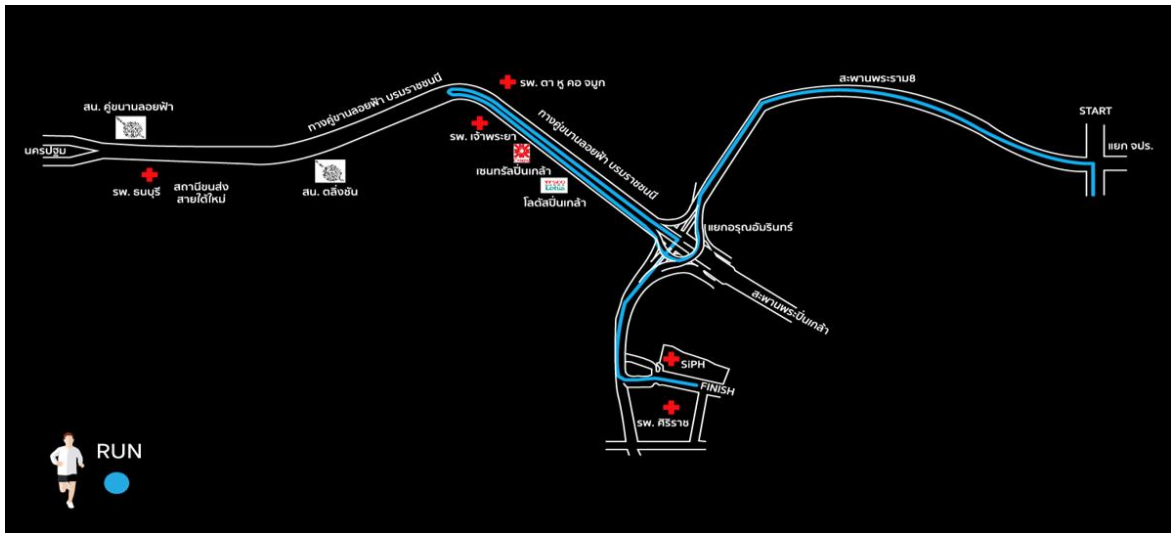 สะพานพระราม8
START
แยก จปร.
รพ. ตา หู คอ จมูก
ทางคู่ขานลอยฟ้า บรมราชชนนี
สน. คู่ขนานลอยฟ้า
รพ. เจ้าพระยา
ทางคู่ขานลอยฟ้า บรมราชชนนี
นครปฐม
เซนทรัลปิ่นเกล้า
รพ. ธนบุรี
สถานีขนส่ง
สายใต้ใหม่
สน. ตลิ่งชัน
โลตัสปิ่นเกล้า
แยกอรุณอัมรินทร์
สะพานพระปิ่นเกล้า
SiPH
FINISH
รพ. ศิริราช
RUN